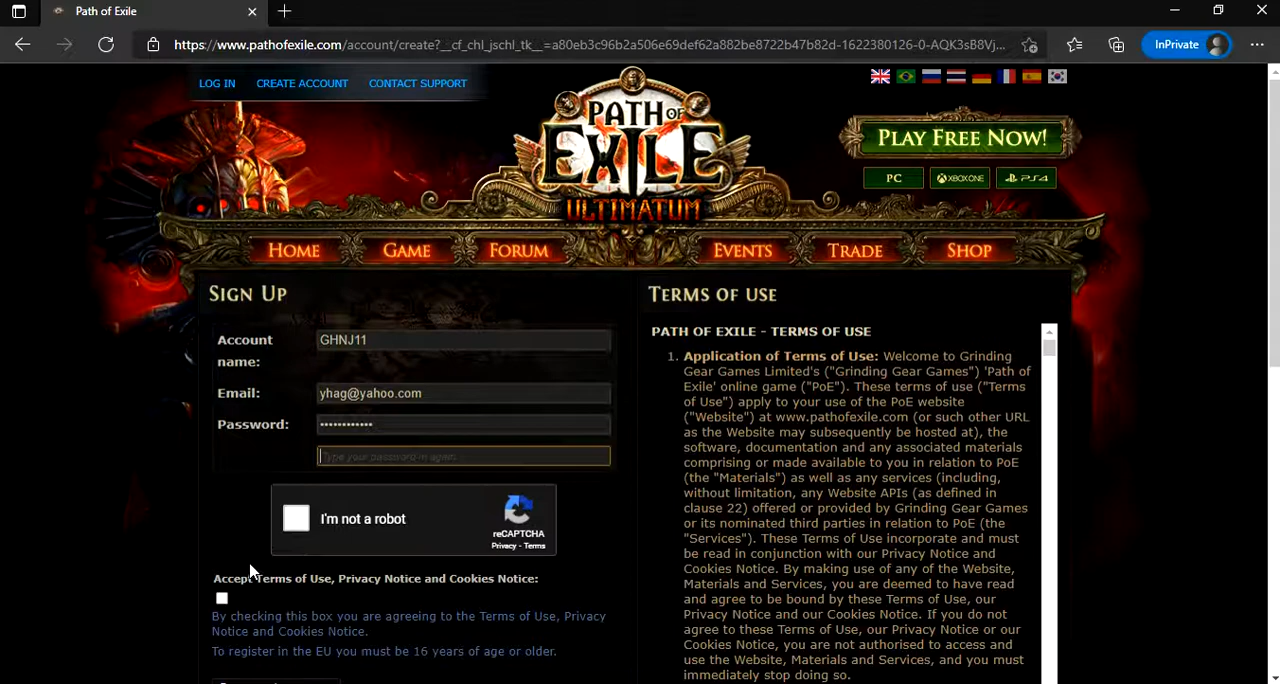 Path of Exile
https://www.pathofexile.com/account/create?__cf_chl_jschl_tk__=a80eb3c96b2a506e69def62a882be8722b47b82d-1622380126-0-AQK3sB8Vj...
InPrivate
LOG IN CREATE ACCOUNT CONTACT SUPPORT
PATH OF
EXILE
ULTIMATUM
PLAY FREE NOW!
PC XBOX ONE PS4
HOME GAME FORUM EVENTS TRADE SHOP
SIGN UP
Account name:
GHNJ11
Email: yhag@yahoo.com
Password: ••••••••••••
Type your password again
I'm not a robot
reCAPTCHA
Privacy - Terms
Accept Terms of Use, Privacy Notice and Cookies Notice:
By checking this box you are agreeing to the Terms of Use, Privacy
Notice and Cookies Notice.
To register in the EU you must be 16 years of age or older.
TERMS OF USE
PATH OF EXILE - TERMS OF USE
1. Application of Terms of Use: Welcome to Grinding
Gear Games Limited's ("Grinding Gear Games") 'Path of
Exile' online game ("PoE"). These terms of use ("Terms
of Use") apply to your use of the PoE website
("Website") at www.pathofexile.com (or such other URL
as the Website may subsequently be hosted at), the
software, documentation and any associated materials
comprising or made available to you in relation to PoE
(the "Materials") as well as any services (including,
without limitation, any Website APIs (as defined in
clause 22) offered or provided by Grinding Gear Games
or its nominated third parties in relation to PoE (the
"Services"). These Terms of Use incorporate and must
be read in conjunction with our Privacy Notice and
Cookies Notice. By making use of any of the Website,
Materials and Services, you are deemed to have read
and agree to be bound by these Terms of Use, our
Privacy Notice and our Cookies Notice. If you do not
agree to these Terms of Use, our Privacy Notice or our
Cookies Notice, you are not authorised to access and
use the Website, Materials and Services, and you must
immediately stop doing so.